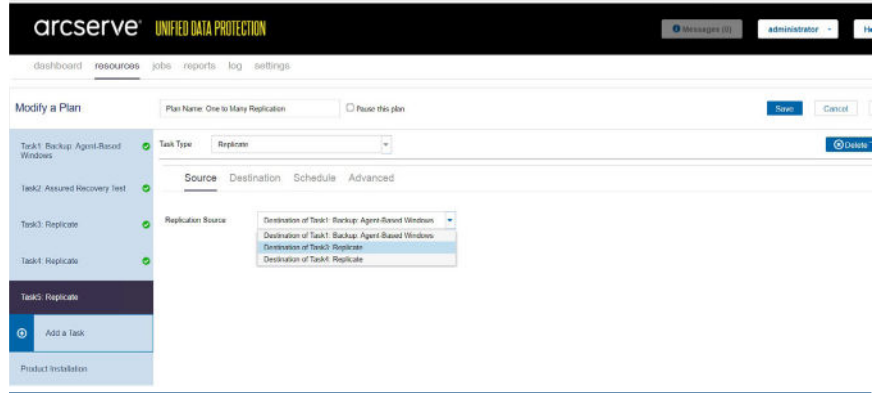 arcserve® UNIFIED DATA PROTECTION
Messages (0)
administrator
He
dashboard resources jobs reports log settings
Modify a Plan
Plan Name: One to Many Replication
Pause this plan
Save
Cancel
Task1: Backup: Agent-Based
Windows
Task Type
Replicate
Delete T
Source Destination Schedule Advanced
Task2: Assured Recovery Test
Task3: Replicate
Replication Source
Destination of Task1: Backup: Agent-Based Windows
Destination of Task1: Backup: Agent-Based Windows
Destination of Task3: Replicate
Destination of Task4: Replicate
Task4: Replicate
Task5: Replicate
Add a Task
Product Installation